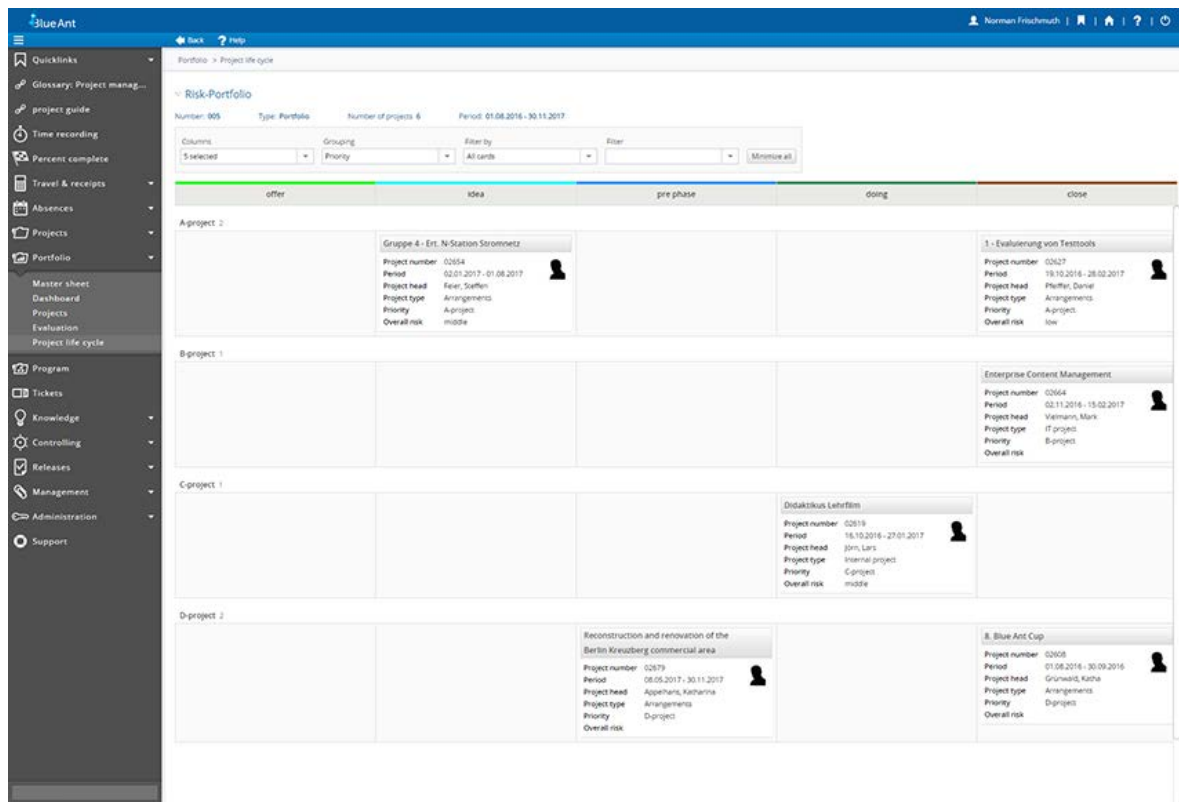 Blue Ant
Norman Frischmuth
Back Help
Quicklinks
Glossary: Project manag...
project guide
Time recording
Percent complete
Travel & receipts
Absences
Projects
Portfolio
Master sheet
Dashboard
Projects
Evaluation
Project life cycle
Program
Tickets
Knowledge
Controlling
Releases
Management
Administration
Support
Portfolio > Project life cycle
Risk-Portfolio
Number: 005 Type: Portfolio Number of projects 6 Period: 01.08.2016 - 30.11.2017
Columns Grouping Filter by Filter
5 selected Priority All cards Minimize all
offer idea pre phase doing close
A-project 2
Gruppe 4 - Ert. N-Station Stromnetz
Project number 02654
Period 02.01.2017 - 01.08.2017
Project head Feier, Steffen
Project type Arrangements
Priority A-project
Overall risk middle
1 - Evaluierung von Testtools
Project number 02627
Period 19.10.2016 - 28.02.2017
Project head Pfeiffer, Daniel
Project type Arrangements
Priority A-project
Overall risk low
B-project 1
Enterprise Content Management
Project number 02664
Period 02.11.2016 - 15.02.2017
Project head Vielmann, Mark
Project type IT project
Priority B-project
Overall risk
C-project 1
Didaktikus Lehrfilm
Project number 02619
Period 16.10.2016 - 27.01.2017
Project head Jörn, Lars
Project type Internal project
Priority C-project
Overall risk middle
D-project 2
Reconstruction and renovation of the
Berlin Kreuzberg commercial area
Project number 02679
Period 08.05.2017 - 30.11.2017
Project head Appelhans, Katharina
Project type Arrangements
Priority D-project
Overall risk
8. Blue Ant Cup
Project number 02608
Period 01.08.2016 - 30.09.2016
Project head Grünwald, Katha
Project type Arrangements
Priority D-project
Overall risk